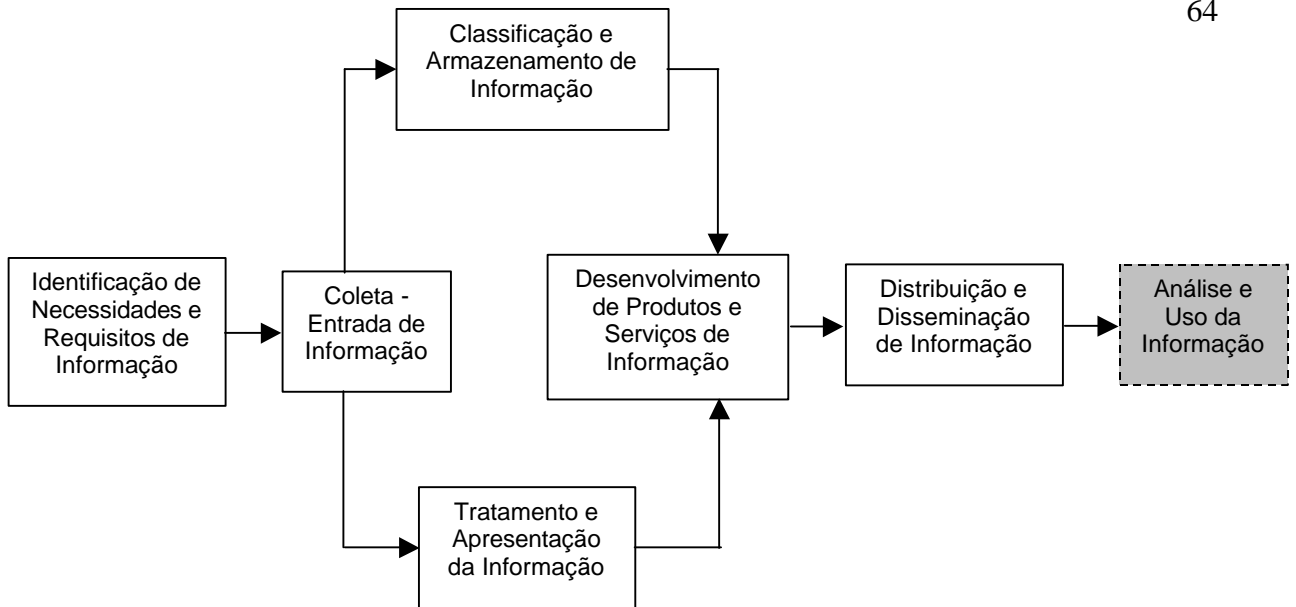 64
Classificação e
Armazenamento de
Informação
Identificação de
Necessidades e
Requisitos de
Informação
Coleta -
Entrada de
Informação
Desenvolvimento
de Produtos e
Serviços de
Informação
Distribuição e
Disseminação
de Informação
Análise e
Uso da
Informação
Tratamento e
Apresentação
da Informação